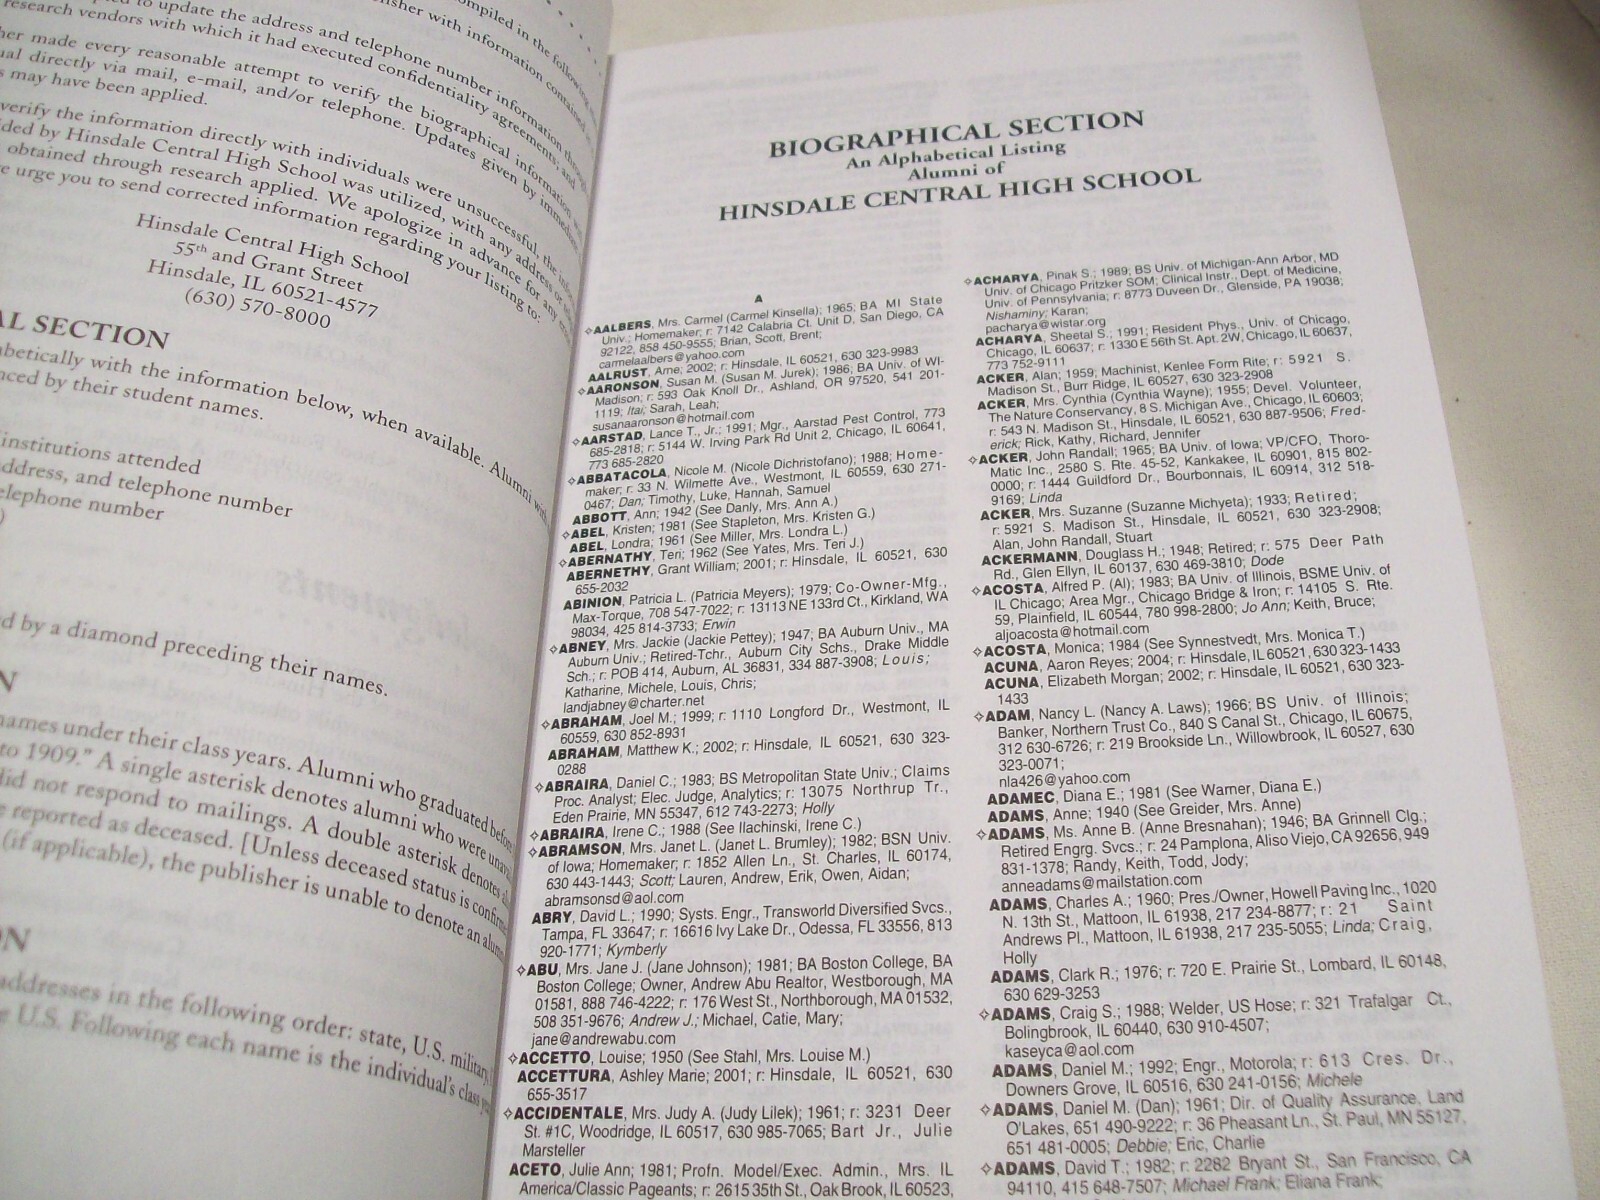 compiled in the following
to update the address and telephone number information through
research vendors with which it had executed confidentiality agreements; and
made every reasonable attempt to verify the biographical information
directly via mail, e-mail, and/or telephone. Updates given by
may have been applied.
verify the information directly with individuals were unsuccessful, the
by Hinsdale Central High School was utilized, with any address or
obtained through research applied. We apologize in advance for any
urge you to send corrected information regarding your listing to:
Hinsdale Central High School
55th and Grant Street
Hinsdale, IL 60521-4577
(630) 570-8000
SECTION
with the information below, when available. Alumni with
by their student names.
institutions attended
address, and telephone number
telephone number
)
by a diamond preceding their names.
N
names under their class years. Alumni who graduated before
to 1909." A single asterisk denotes alumni who were
did not respond to mailings. A double asterisk denotes
reported as deceased. [Unless deceased status is
(if applicable), the publisher is unable to denote an
ON
addresses in the following order: state, U.S. military,
U.S. Following each name is the individual's class
BIOGRAPHICAL SECTION
An Alphabetical Listing
Alumni of
HINSDALE CENTRAL HIGH SCHOOL
A
⟡AALBERS, Mrs. Carmel (Carmel Kinsella); 1965; BA MI State
Univ.; Homemaker; r: 7142 Calabria Ct. Unit D, San Diego, CA
92122, 858 450-9555; Brian, Scott, Brent;
carmelaalbers@yahoo.com
AALRUST, Arne; 2002; r: Hinsdale, IL 60521, 630 323-9983
⟡AARONSON, Susan M. (Susan M. Jurek); 1986; BA Univ. of WI-
Madison; r: 593 Oak Knoll Dr., Ashland, OR 97520, 541 201-
1119; Itai; Sarah, Leah;
susanaaronson@hotmail.com
⟡AARSTAD, Lance T., Jr.; 1991; Mgr., Aarstad Pest Control, 773
685-2818; r: 5144 W. Irving Park Rd Unit 2, Chicago, IL 60641,
773 685-2820
⟡ABBATACOLA, Nicole M. (Nicole Dichristofano); 1988; Home-
maker; r: 33 N. Wilmette Ave., Westmont, IL 60559, 630 271-
0467; Dan; Timothy, Luke, Hannah, Samuel
ABBOTT, Ann; 1942 (See Danly, Mrs. Ann A.)
⟡ABEL, Kristen; 1981 (See Stapleton, Mrs. Kristen G.)
ABEL, Londra; 1961 (See Miller, Mrs. Londra L.)
⟡ABERNATHY, Teri; 1962 (See Yates, Mrs. Teri J.)
ABERNETHY, Grant William; 2001; r: Hinsdale, IL 60521, 630
655-2032
ABINION, Patricia L. (Patricia Meyers); 1979; Co-Owner-Mfg.,
Max-Torque, 708 547-7022; r: 13113 NE 133rd Ct., Kirkland, WA
98034, 425 814-3733; Erwin
⟡ABNEY, Mrs. Jackie (Jackie Pettey); 1947; BA Auburn Univ., MA
Auburn Univ.; Retired-Tchr., Auburn City Schs., Drake Middle
Sch.; r: POB 414, Auburn, AL 36831, 334 887-3908; Louis;
Katharine, Michele, Louis, Chris;
landjabney@charter.net
⟡ABRAHAM, Joel M.; 1999; r: 1110 Longford Dr., Westmont, IL
60559, 630 852-8931
ABRAHAM, Matthew K.; 2002; r: Hinsdale, IL 60521, 630 323-
0288
⟡ABRAIRA, Daniel C.; 1983; BS Metropolitan State Univ.; Claims
Proc. Analyst; Elec. Judge, Analytics; r: 13075 Northrup Tr.,
Eden Prairie, MN 55347, 612 743-2273; Holly
⟡ABRAIRA, Irene C.; 1988 (See Ilachinski, Irene C.)
⟡ABRAMSON, Mrs. Janet L. (Janet L. Brumley); 1982; BSN Univ.
of Iowa; Homemaker; r: 1852 Allen Ln., St. Charles, IL 60174,
630 443-1443; Scott; Lauren, Andrew, Erik, Owen, Aidan;
abramsonsd@aol.com
ABRY, David L.; 1990; Systs. Engr., Transworld Diversified Svcs.,
Tampa, FL 33647; r: 16616 Ivy Lake Dr., Odessa, FL 33556, 813
920-1771; Kymberly
⟡ABU, Mrs. Jane J. (Jane Johnson); 1981; BA Boston College, BA
Boston College; Owner, Andrew Abu Realtor, Westborough, MA
01581, 888 746-4222; r: 176 West St., Northborough, MA 01532,
508 351-9676; Andrew J.; Michael, Catie, Mary;
jane@andrewabu.com
⟡ACCETTO, Louise; 1950 (See Stahl, Mrs. Louise M.)
ACCETTURA, Ashley Marie; 2001; r: Hinsdale, IL 60521, 630
655-3517
⟡ACCIDENTALE, Mrs. Judy A. (Judy Lilek); 1961; r: 3231 Deer
St. #1C, Woodridge, IL 60517, 630 985-7065; Bart Jr., Julie
Marsteller
ACETO, Julie Ann; 1981; Profn. Model/Exec. Admin., Mrs. IL
America/Classic Pageants; r: 2615 35th St., Oak Brook, IL 60523,
⟡ACHARYA, Pinak S.; 1989; BS Univ. of Michigan-Ann Arbor, MD
Univ. of Chicago Pritzker SOM; Clinical Instr., Dept. of Medicine,
Univ. of Pennsylvania; r: 8773 Duveen Dr., Glenside, PA 19038;
Nishaminy; Karan;
pacharya@wistar.org
ACHARYA, Sheetal S.; 1991; Resident Phys., Univ. of Chicago,
Chicago, IL 60637; r: 1330 E 56th St. Apt. 2W, Chicago, IL 60637,
773 752-9111
ACKER, Alan; 1959; Machinist, Kenlee Form Rite; r: 5921 S.
Madison St., Burr Ridge, IL 60527, 630 323-2908
ACKER, Mrs. Cynthia (Cynthia Wayne); 1955; Devel. Volunteer,
The Nature Conservancy, 8 S. Michigan Ave., Chicago, IL 60603;
r: 543 N. Madison St., Hinsdale, IL 60521, 630 887-9506; Fred-
erick; Rick, Kathy, Richard, Jennifer
⟡ACKER, John Randall; 1965; BA Univ. of Iowa; VP/CFO, Thoro-
Matic Inc., 2580 S. Rte. 45-52, Kankakee, IL 60901, 815 802-
0000; r: 1444 Guildford Dr., Bourbonnais, IL 60914, 312 518-
9169; Linda
ACKER, Mrs. Suzanne (Suzanne Michyeta); 1933; Retired;
r: 5921 S. Madison St., Hinsdale, IL 60521, 630 323-2908;
Alan, John Randall, Stuart
ACKERMANN, Douglass H.; 1948; Retired; r: 575 Deer Path
Rd., Glen Ellyn, IL 60137, 630 469-3810; Dode
⟡ACOSTA, Alfred P. (Al); 1983; BA Univ. of Illinois, BSME Univ. of
IL Chicago; Area Mgr., Chicago Bridge & Iron; r: 14105 S. Rte.
59, Plainfield, IL 60544, 780 998-2800; Jo Ann; Keith, Bruce;
aljoacosta@hotmail.com
⟡ACOSTA, Monica; 1984 (See Synnestvedt, Mrs. Monica T.)
ACUNA, Aaron Reyes; 2004; r: Hinsdale, IL 60521, 630 323-1433
ACUNA, Elizabeth Morgan; 2002; r: Hinsdale, IL 60521, 630 323-
1433
⟡ADAM, Nancy L. (Nancy A. Laws); 1966; BS Univ. of Illinois;
Banker, Northern Trust Co., 840 S Canal St., Chicago, IL 60675,
312 630-6726; r: 219 Brookside Ln., Willowbrook, IL 60527, 630
323-0071;
nla426@yahoo.com
ADAMEC, Diana E.; 1981 (See Warner, Diana E.)
ADAMS, Anne; 1940 (See Greider, Mrs. Anne)
⟡ADAMS, Ms. Anne B. (Anne Bresnahan); 1946; BA Grinnell Clg.;
Retired Engrg. Svcs.; r: 24 Pamplona, Aliso Viejo, CA 92656, 949
831-1378; Randy, Keith, Todd, Jody;
anneadams@mailstation.com
ADAMS, Charles A.; 1960; Pres./Owner, Howell Paving Inc., 1020
N. 13th St., Mattoon, IL 61938, 217 234-8877; r: 21 Saint
Andrews Pl., Mattoon, IL 61938, 217 235-5055; Linda; Craig,
Holly
ADAMS, Clark R.; 1976; r: 720 E. Prairie St., Lombard, IL 60148,
630 629-3253
⟡ADAMS, Craig S.; 1988; Welder, US Hose; r: 321 Trafalgar Ct.,
Bolingbrook, IL 60440, 630 910-4507;
kaseyca@aol.com
ADAMS, Daniel M.; 1992; Engr., Motorola; r: 613 Cres. Dr.,
Downers Grove, IL 60516, 630 241-0156; Michele
⟡ADAMS, Daniel M. (Dan); 1961; Dir. of Quality Assurance, Land
O'Lakes, 651 490-9222; r: 36 Pheasant Ln., St. Paul, MN 55127,
651 481-0005; Debbie; Eric, Charlie
⟡ADAMS, David T.; 1982; r: 2282 Bryant St., San Francisco, CA
94110, 415 648-7507; Michael Frank; Eliana Frank;